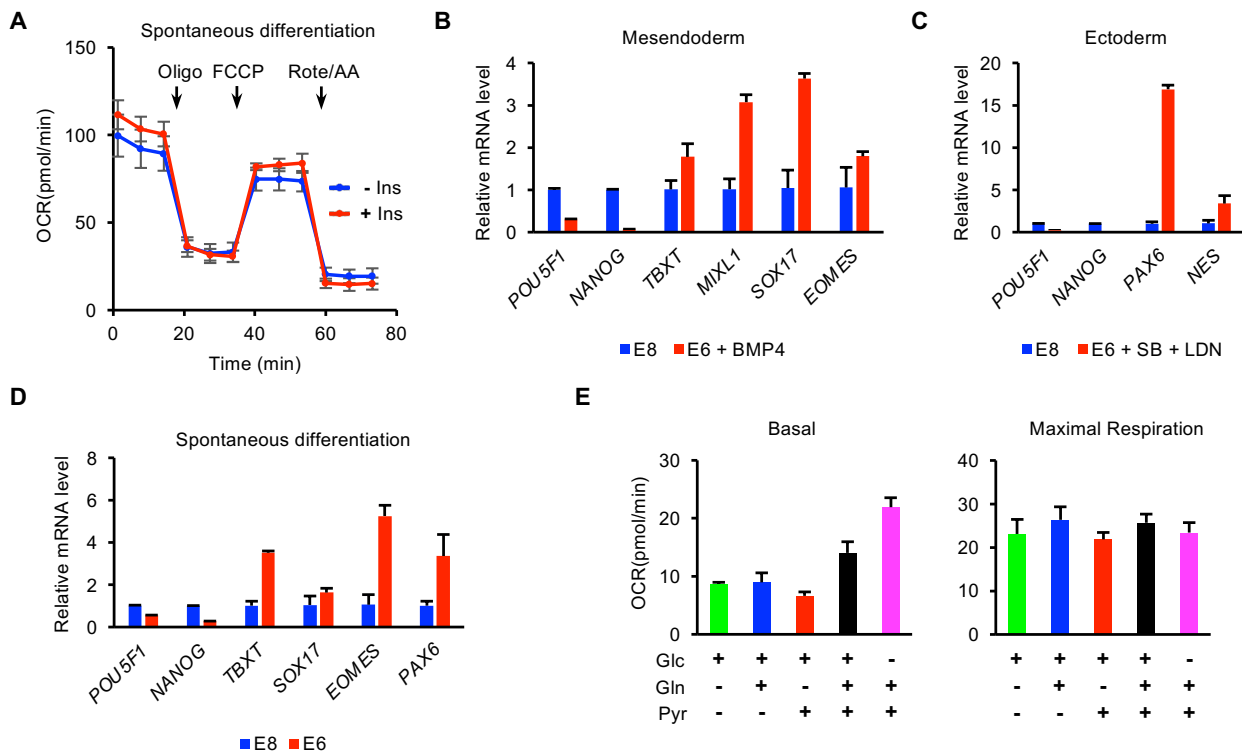 A
Spontaneous differentiation
OCR(pmol/min)
150
100
50
0
Oligo FCCP Rote/AA
- Ins
+ Ins
0 20 40 60 80
Time (min)
B
Mesendoderm
Relative mRNA level
4
3
2
1
0
POU5F1 NANOG TBXT MIXL1 SOX17 EOMES
E8 E6 + BMP4
C
Ectoderm
Relative mRNA level
20
15
10
5
0
POU5F1 NANOG PAX6 NES
E8 E6 + SB + LDN
D
Spontaneous differentiation
Relative mRNA level
8
6
4
2
0
POU5F1 NANOG TBXT SOX17 EOMES PAX6
E8 E6
E
Basal
OCR(pmol/min)
30
20
10
0
Maximal Respiration
40
30
20
10
0
Glc + + + + - + + + + -
Gln - + - + + - + - + +
Pyr - - + + + - - + + +